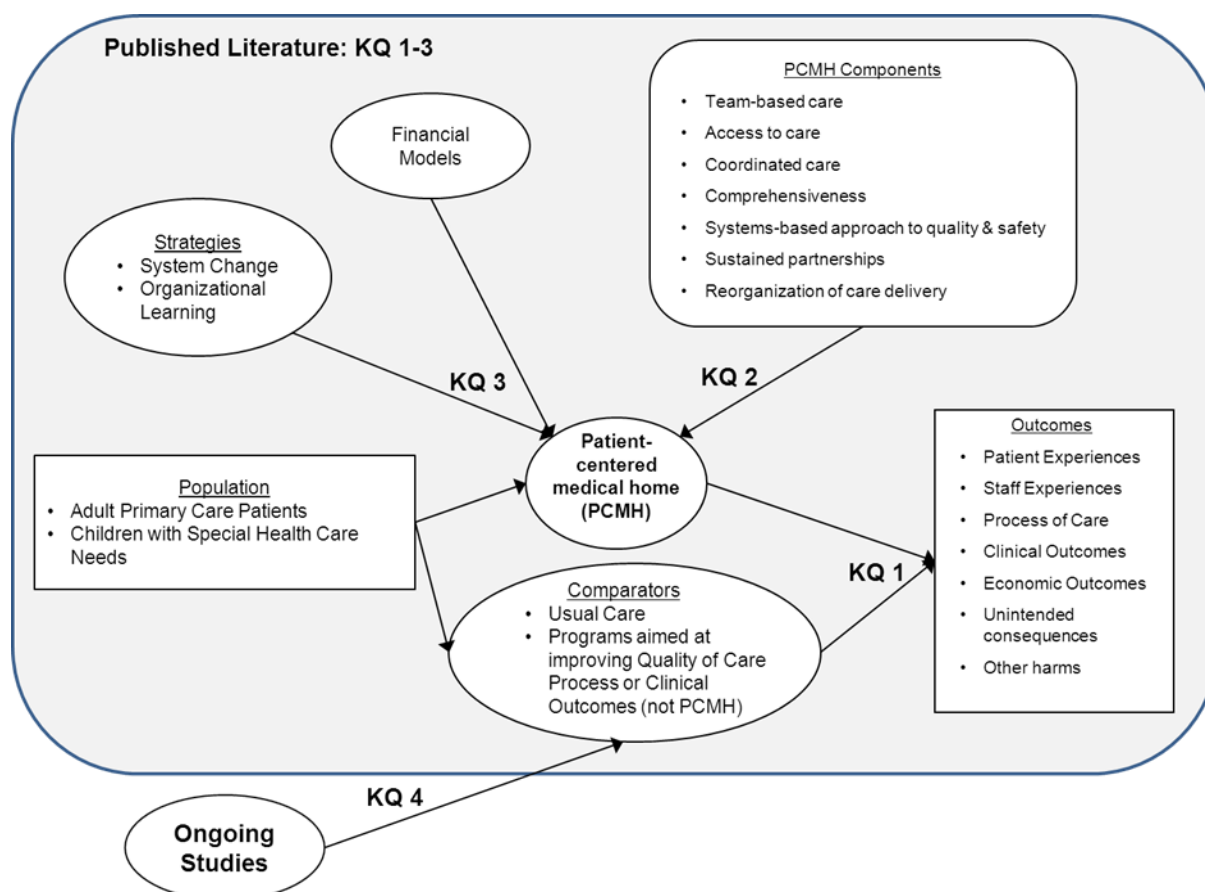 Published Literature: KQ 1-3
PCMH Components
• Team-based care
• Access to care
• Coordinated care
• Comprehensiveness
• Systems-based approach to quality & safety
• Sustained partnerships
• Reorganization of care delivery
Financial
Models
Strategies
• System Change
• Organizational
Learning
KQ 3
KQ 2
Patient-
centered
medical home
(PCMH)
Population
• Adult Primary Care Patients
• Children with Special Health Care
Needs
Outcomes
• Patient Experiences
• Staff Experiences
• Process of Care
• Clinical Outcomes
• Economic Outcomes
• Unintended
consequences
• Other harms
KQ 1
Comparators
• Usual Care
• Programs aimed at
improving Quality of Care
Process or Clinical
Outcomes (not PCMH)
KQ 4
Ongoing
Studies